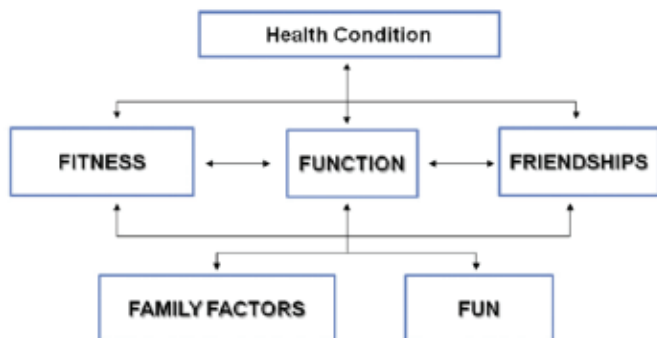 Health Condition
FITNESS
FUNCTION
FRIENDSHIPS
FAMILY FACTORS
FUN